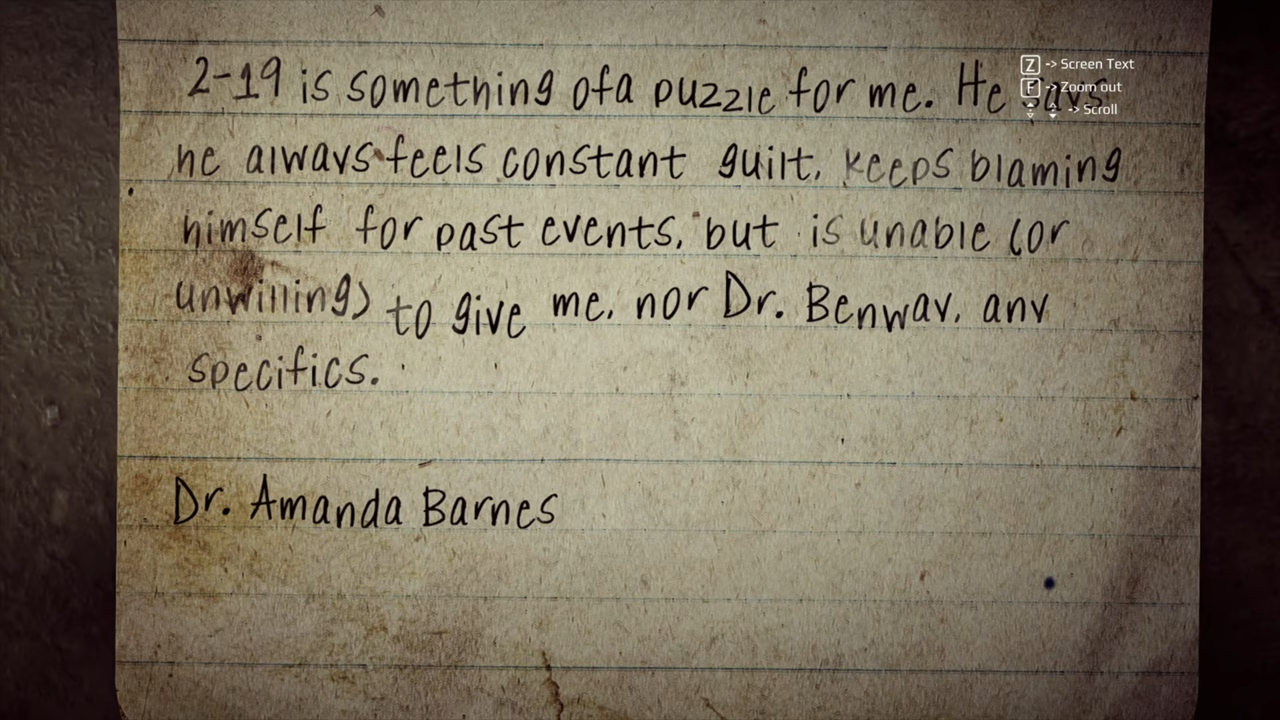 2-19 is something of a puzzle for me. He says
he always feels constant guilt, keeps blaming
himself for past events, but is unable (or
unwilling) to give me, nor Dr. Benway, any
specifics.
Dr. Amanda Barnes
Z -> Screen Text
F -> Zoom out
-> Scroll